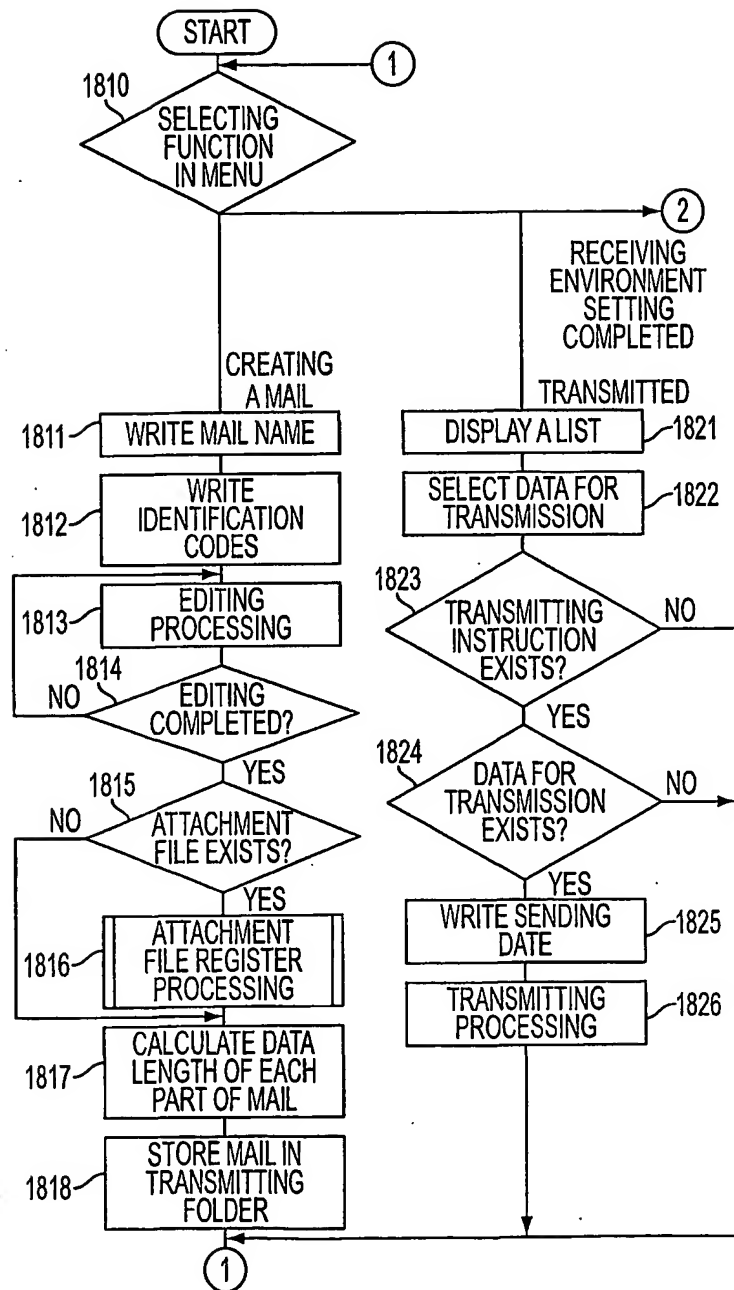 START
1
1810
SELECTING
FUNCTION
IN MENU
2
RECEIVING
ENVIRONMENT
SETTING
COMPLETED
CREATING
A MAIL
TRANSMITTED
1811
WRITE MAIL NAME
1812
WRITE
IDENTIFICATION
CODES
1813
EDITING
PROCESSING
1814
NO
EDITING
COMPLETED?
YES
1815
NO
ATTACHMENT
FILE EXISTS?
YES
1816
ATTACHMENT
FILE REGISTER
PROCESSING
1817
CALCULATE DATA
LENGTH OF EACH
PART OF MAIL
1818
STORE MAIL IN
TRANSMITTING
FOLDER
1
DISPLAY A LIST
1821
SELECT DATA FOR
TRANSMISSION
1822
1823
TRANSMITTING
INSTRUCTION
EXISTS?
NO
YES
1824
DATA FOR
TRANSMISSION
EXISTS?
NO
YES
WRITE SENDING
DATE
1825
TRANSMITTING
PROCESSING
1826